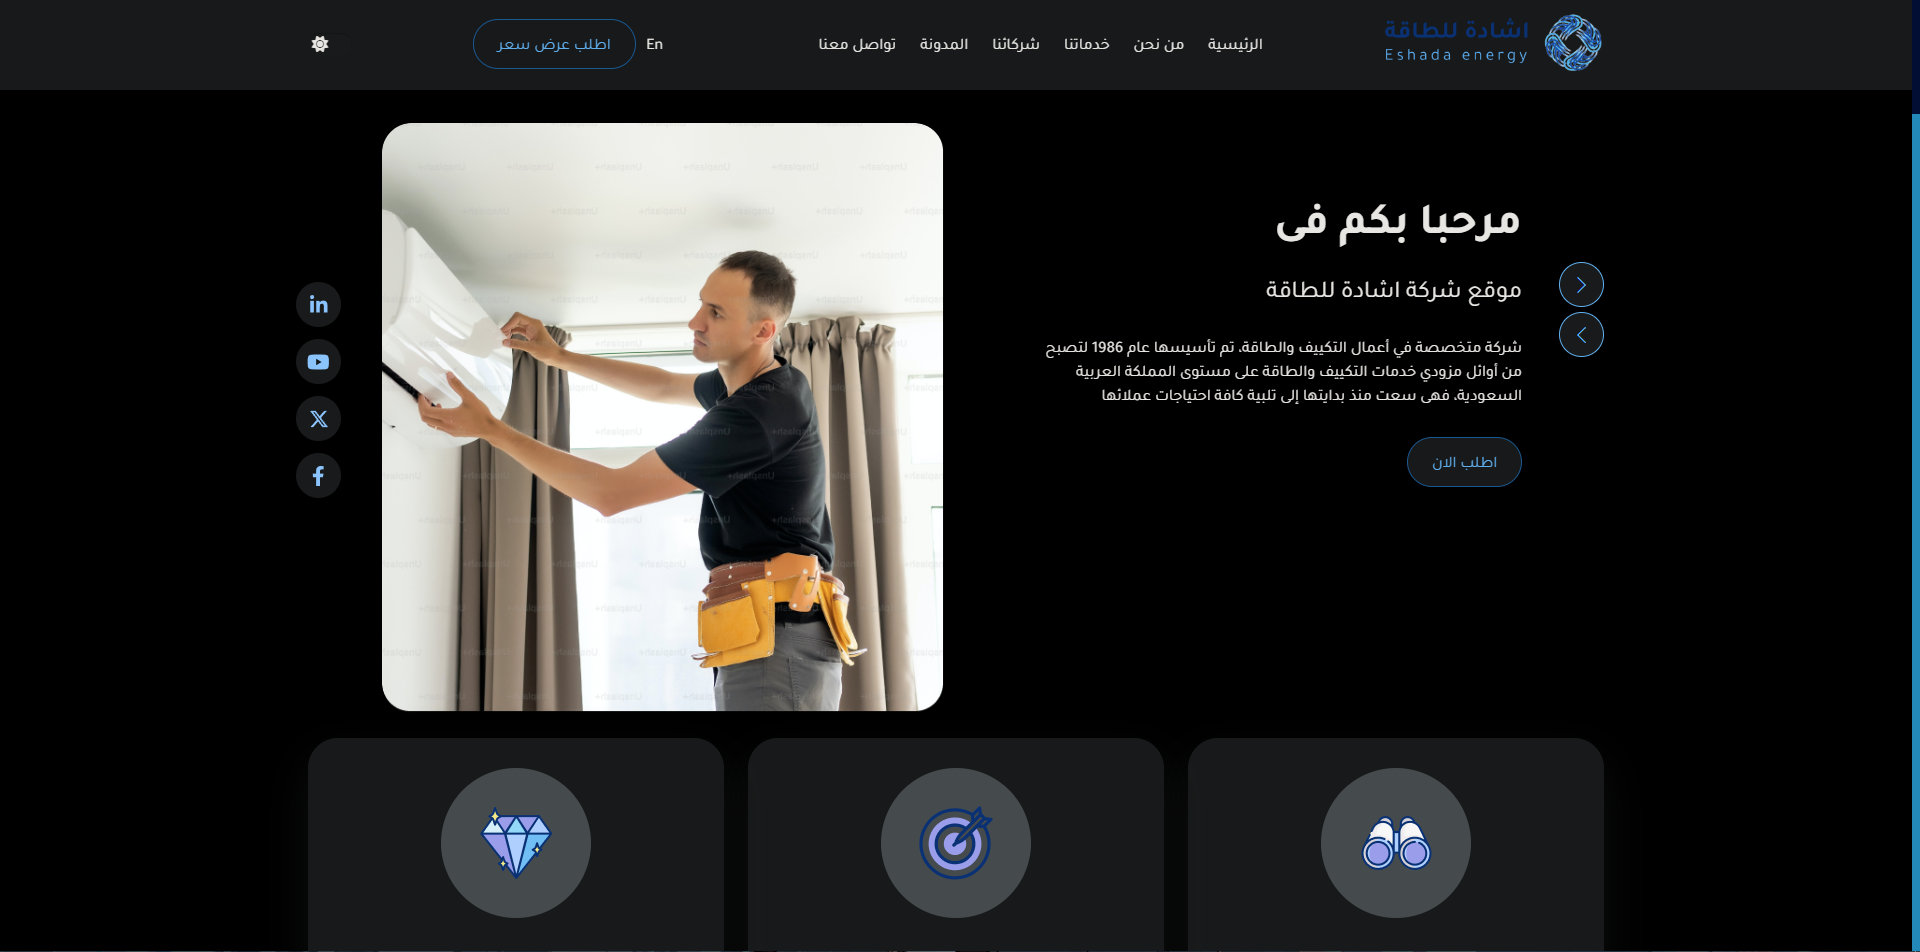 اشادة للطاقة
Eshada energy
الرئيسية
من نحن
خدماتنا
شركائنا
المدونة
تواصل معنا
En
اطلب عرض سعر
مرحبا بكم فى
موقع شركة اشادة للطاقة
شركة متخصصة في أعمال التكييف والطاقة، تم تأسيسها عام 1986 لتصبح
من أوائل مزودي خدمات التكييف والطاقة على مستوى المملكة العربية
السعودية، فهى سعت منذ بدايتها إلى تلبية كافة احتياجات عملائها
اطلب الان